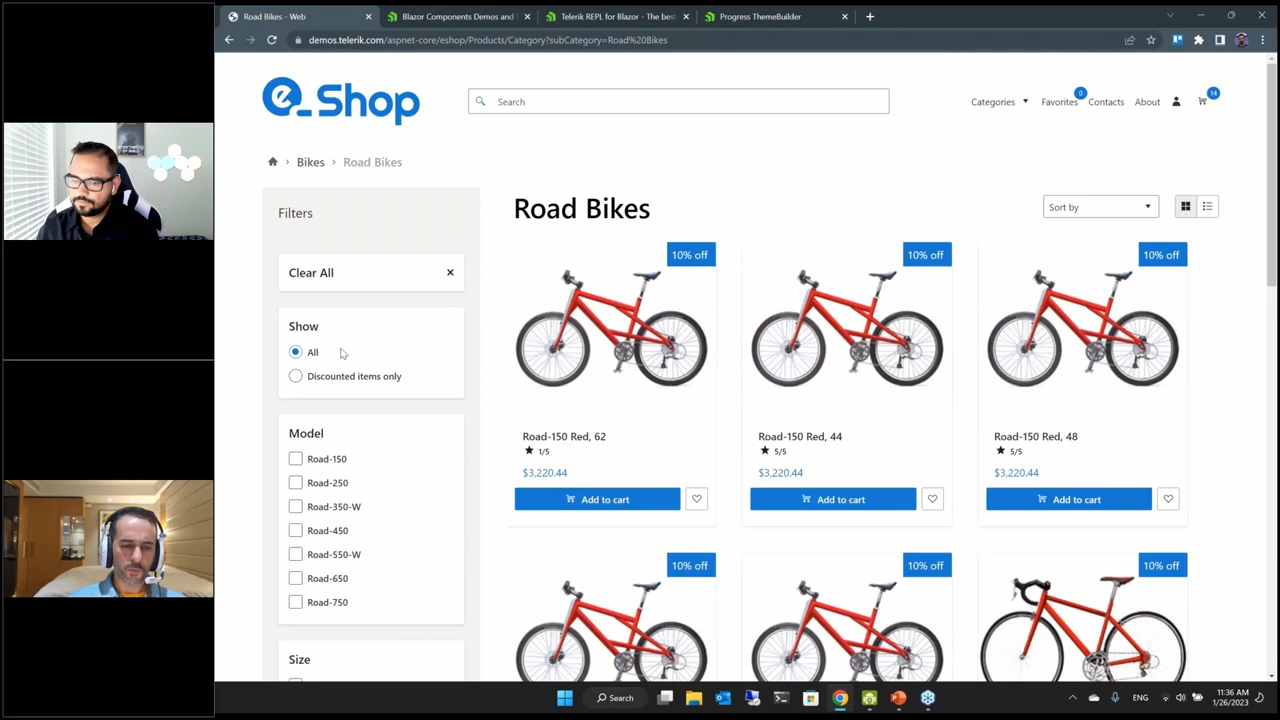 Road Bikes - Web
Blazor Components Demos and
Telerik REPL for Blazor - The best
Progress ThemeBuilder
demos.telerik.com/aspnet-core/eshop/Products/Category?subCategory=Road%20Bikes
e_Shop
Search
Categories
Favorites
0
Contacts
About
14
Bikes
Road Bikes
Filters
Clear All
Show
All
Discounted items only
Model
Road-150
Road-250
Road-350-W
Road-450
Road-550-W
Road-650
Road-750
Size
Road Bikes
Sort by
10% off
10% off
10% off
Road-150 Red, 62
Road-150 Red, 44
Road-150 Red, 48
1/5
5/5
5/5
$3,220.44
$3,220.44
$3,220.44
Add to cart
Add to cart
Add to cart
10% off
10% off
10% off
Search
ENG
11:36 AM
1/26/2023